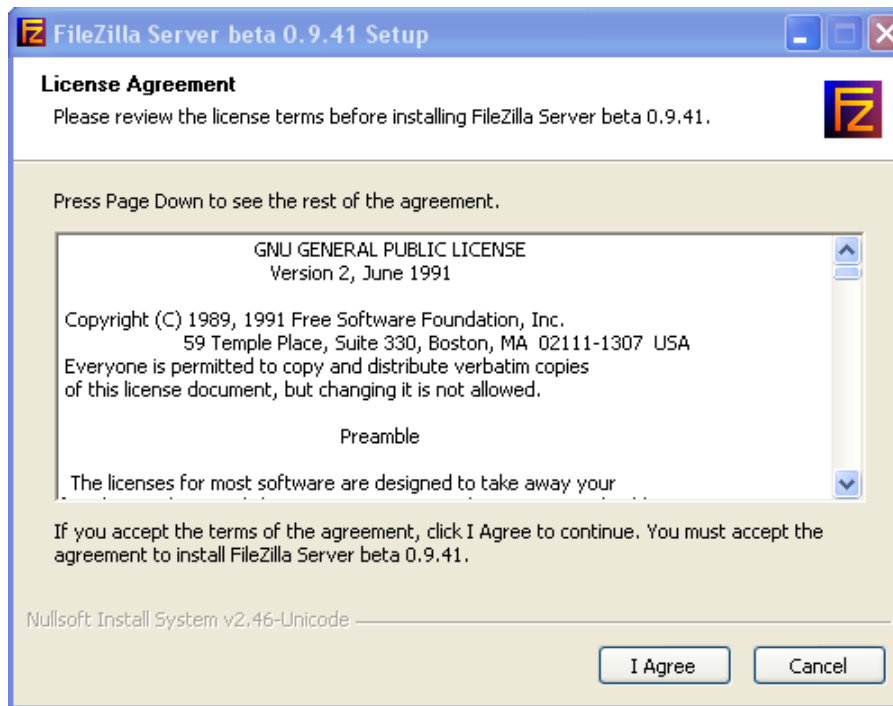 FileZilla Server beta 0.9.41 Setup
License Agreement
Please review the license terms before installing FileZilla Server beta 0.9.41.
FZ
Press Page Down to see the rest of the agreement.
GNU GENERAL PUBLIC LICENSE
Version 2, June 1991
Copyright (C) 1989, 1991 Free Software Foundation, Inc.
59 Temple Place, Suite 330, Boston, MA 02111-1307 USA
Everyone is permitted to copy and distribute verbatim copies
of this license document, but changing it is not allowed.
Preamble
The licenses for most software are designed to take away your
If you accept the terms of the agreement, click I Agree to continue. You must accept the
agreement to install FileZilla Server beta 0.9.41.
Nullsoft Install System v2.46-Unicode
I Agree
Cancel